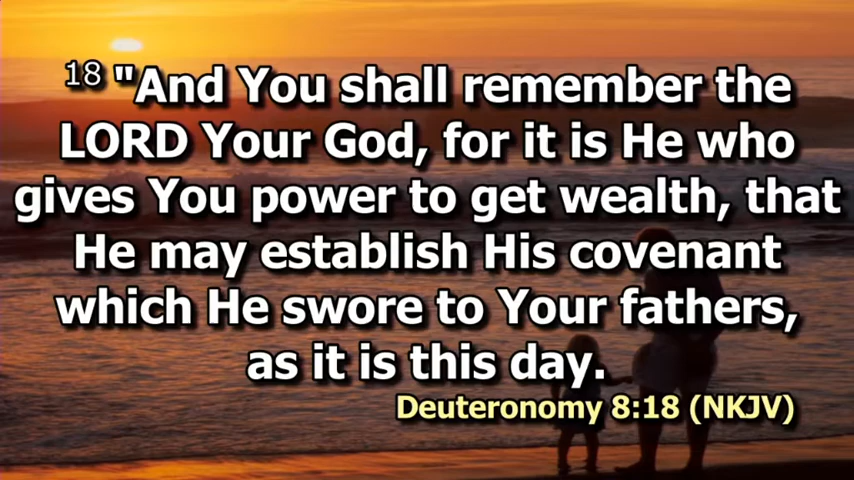 18 "And You shall remember the
LORD Your God, for it is He who
gives You power to get wealth, that
He may establish His covenant
which He swore to Your fathers,
as it is this day.
Deuteronomy 8:18 (NKJV)